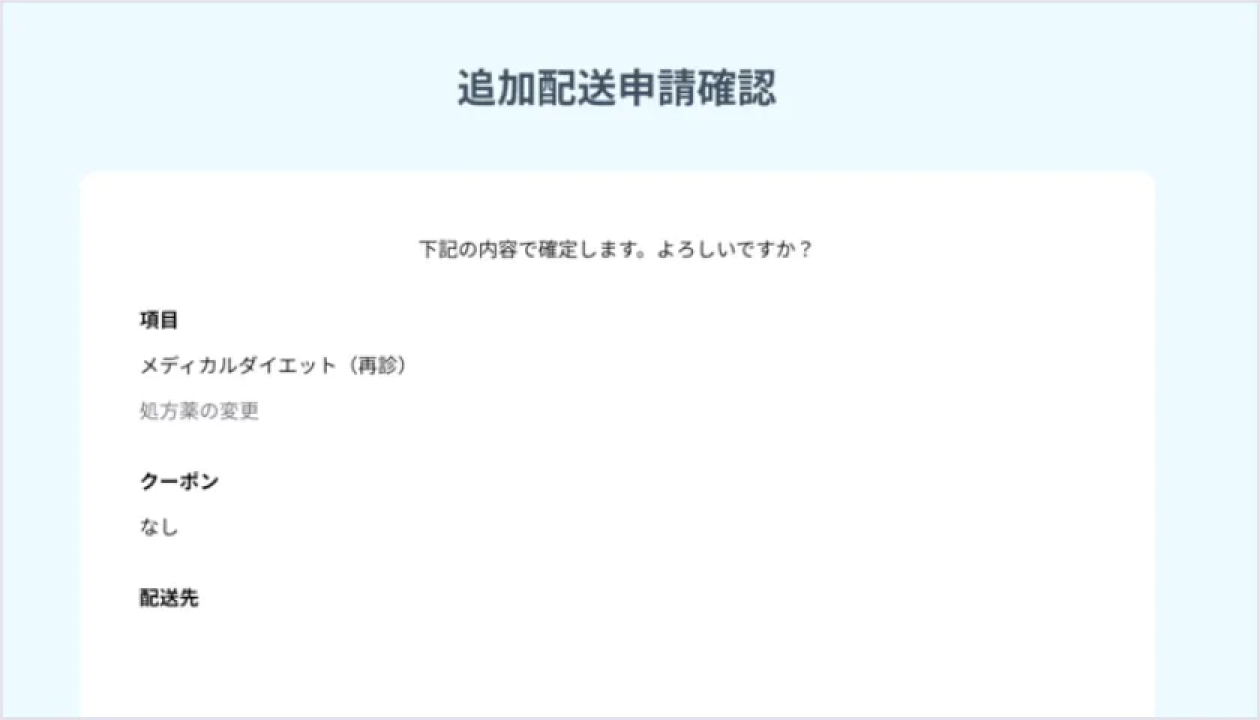 追加配送申請確認
下記の内容で確定します。よろしいですか？
項目
メディカルダイエット（再診）
処方薬の変更
クーポン
なし
配送先